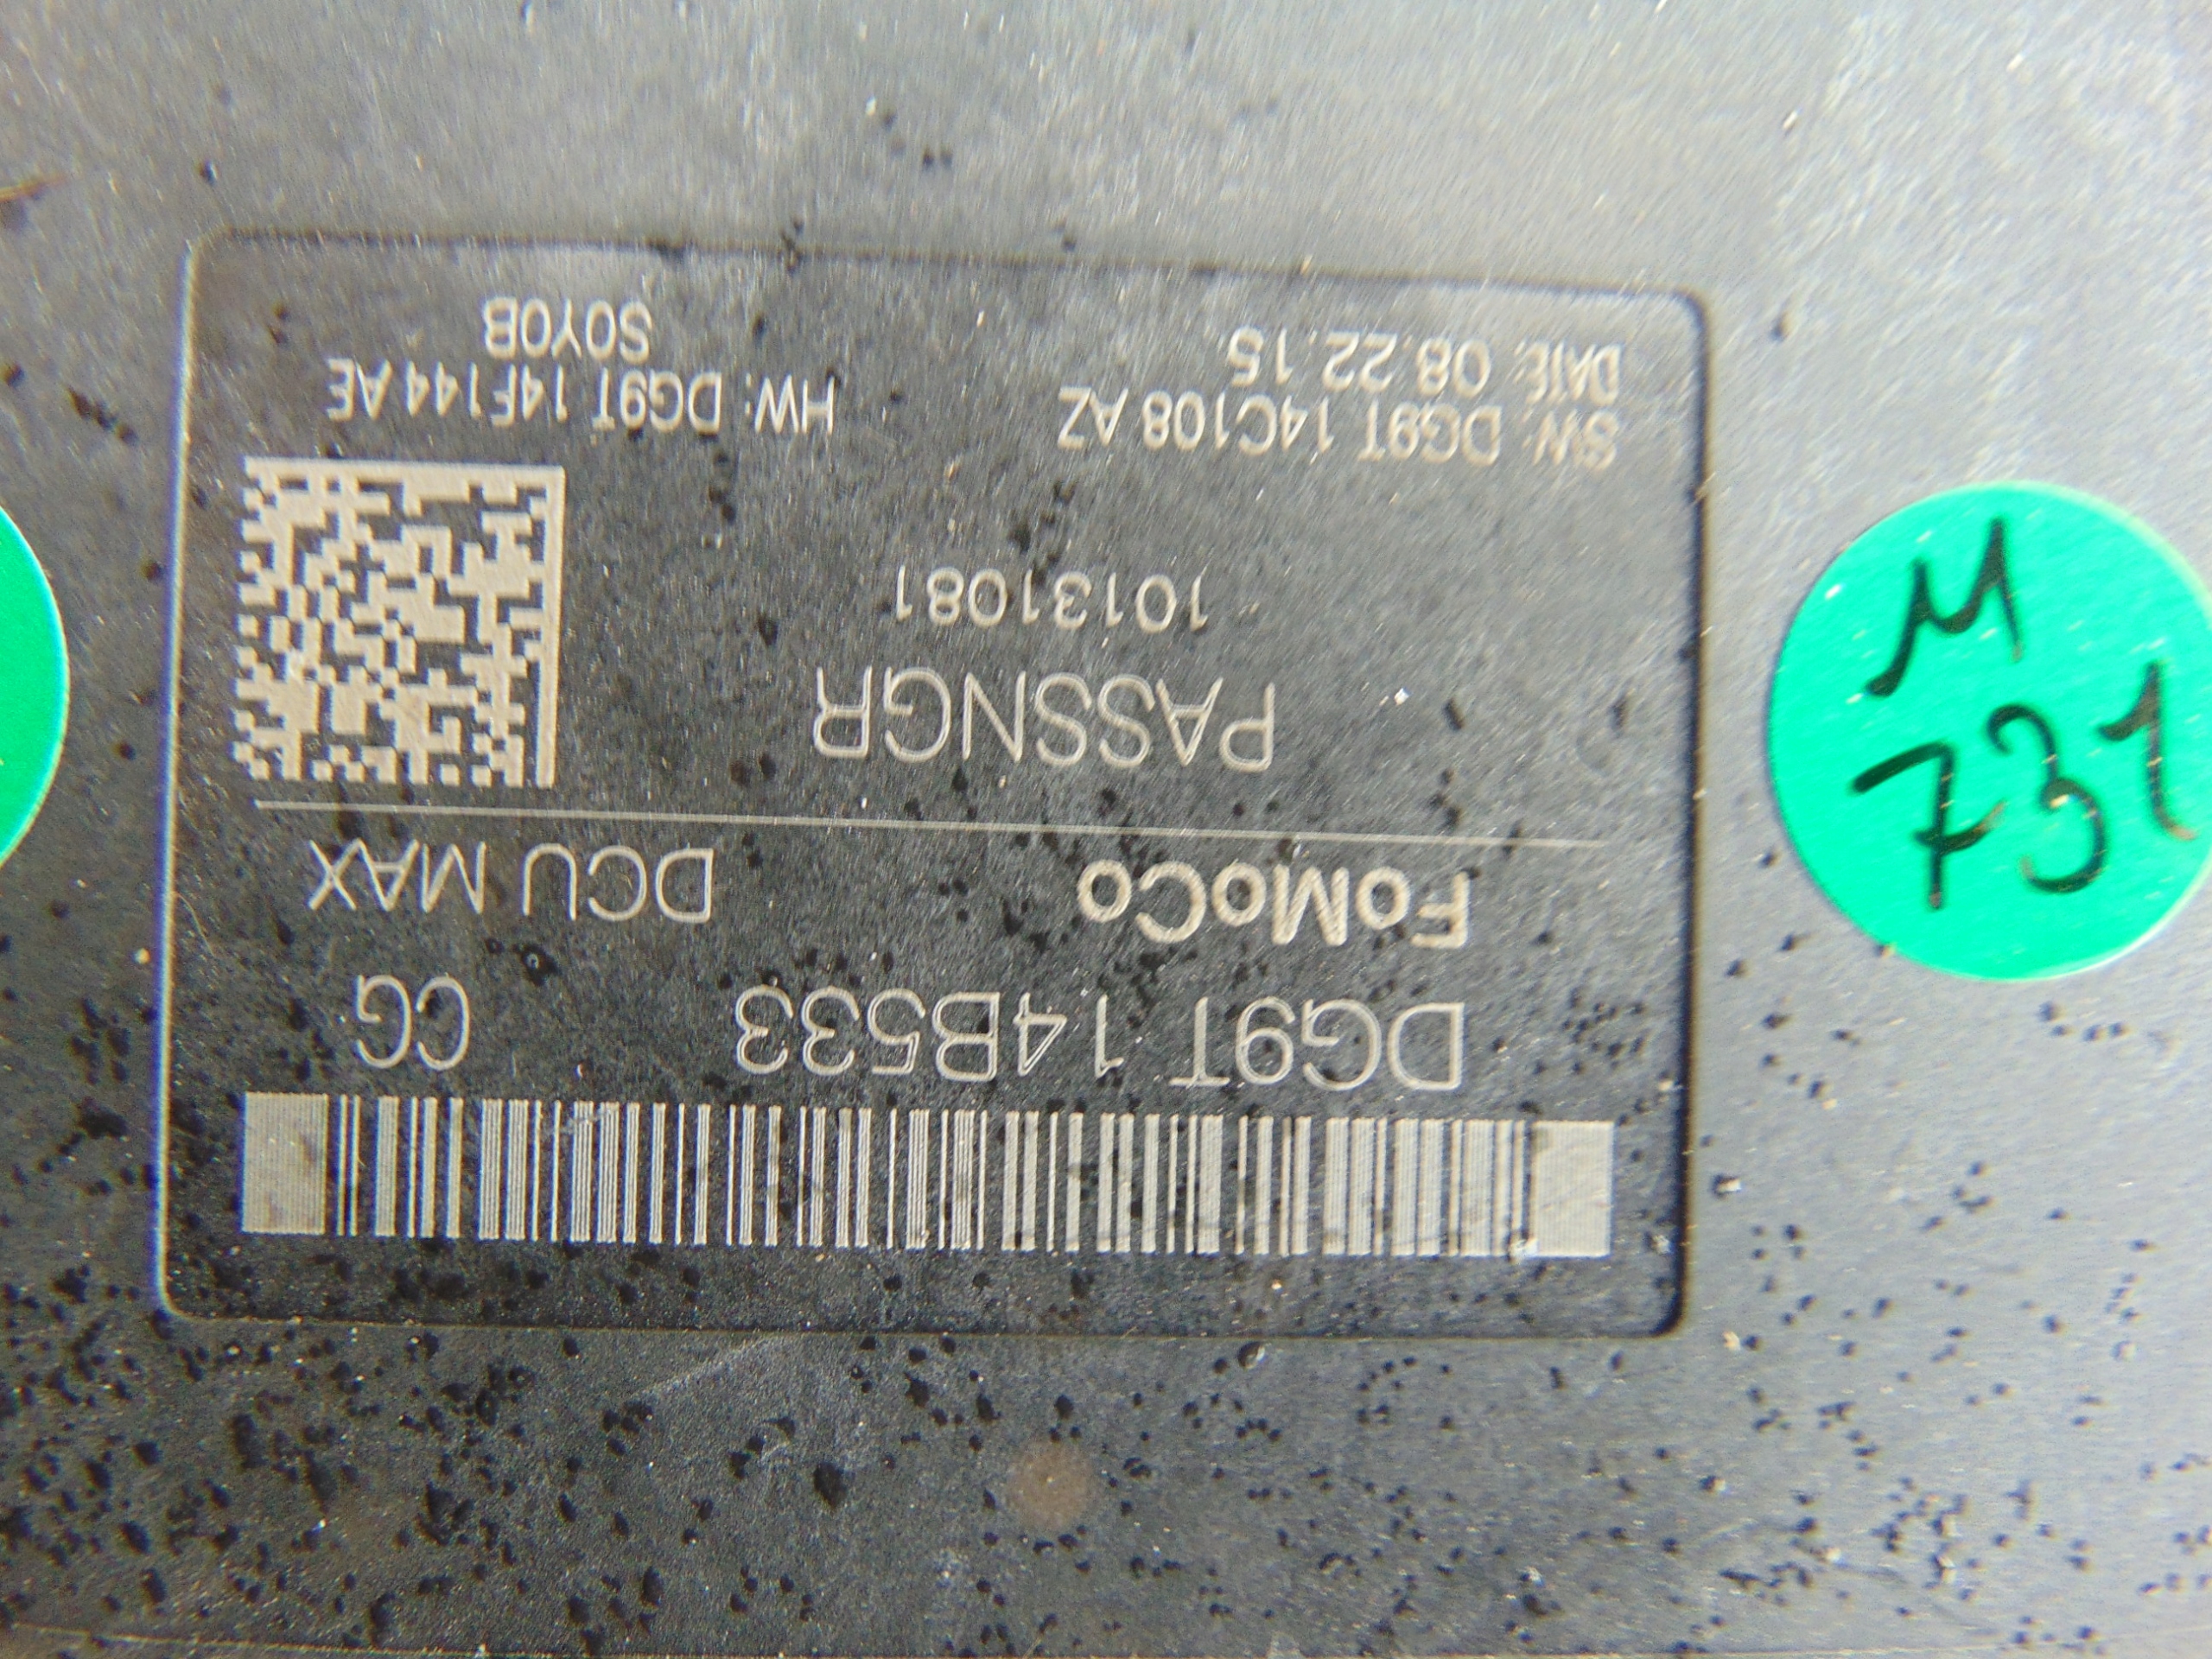 DG9T 14B533 CG
FoMoCo DCU MAX
PASSNGR
10131081
SW: DG9T 14C108 AZ HW: DG9T 14F144 AE
DATE: 08.22.15 S0Y0B
M
731